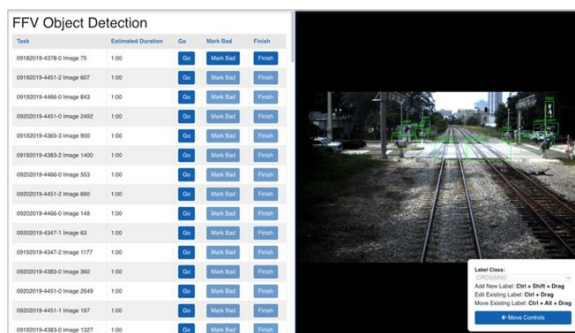 FFV Object Detection
Task Estimated Duration Go Mark Bad Finish
09182019-4378-0 Image 75 1:00 Go Mark Bad Finish
09192019-4451-2 Image 607 1:00 Go Mark Bad Finish
09192019-4466-0 Image 843 1:00 Go Mark Bad Finish
09202019-4451-0 Image 2492 1:00 Go Mark Bad Finish
09192019-4365-3 Image 900 1:00 Go Mark Bad Finish
09192019-4383-2 Image 1400 1:00 Go Mark Bad Finish
09202019-4466-0 Image 553 1:00 Go Mark Bad Finish
09202019-4451-2 Image 680 1:00 Go Mark Bad Finish
09202019-4466-0 Image 149 1:00 Go Mark Bad Finish
09202019-4347-1 Image 63 1:00 Go Mark Bad Finish
09192019-4347-2 Image 1177 1:00 Go Mark Bad Finish
09202019-4383-0 Image 360 1:00 Go Mark Bad Finish
09202019-4451-0 Image 2649 1:00 Go Mark Bad Finish
09202019-4451-1 Image 197 1:00 Go Mark Bad Finish
09192019-4383-0 Image 1327 1:00 Go Mark Bad Finish
Label Class:
CROSSING
Add New Label: Ctrl + Shift + Drag
Edit Existing Label: Ctrl + Drag
Move Existing Label: Ctrl + Alt + Drag
← Move Controls